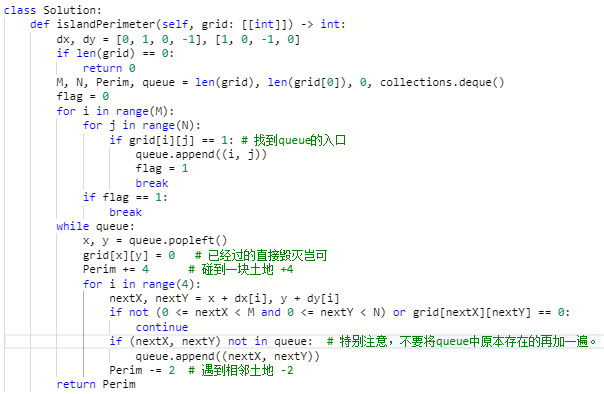 class Solution:
    def islandPerimeter(self, grid: [[int]]) -> int:
        dx, dy = [0, 1, 0, -1], [1, 0, -1, 0]
        if len(grid) == 0:
            return 0
        M, N, Perim, queue = len(grid), len(grid[0]), 0, collections.deque()
        flag = 0
        for i in range(M):
            for j in range(N):
                if grid[i][j] == 1: # 找到queue的入口
                    queue.append((i, j))
                    flag = 1
                    break
            if flag == 1:
                break
        while queue:
            x, y = queue.popleft()
            grid[x][y] = 0   # 已经过的直接毁灭岂可
            Perim += 4      # 碰到一块土地 +4
            for i in range(4):
                nextX, nextY = x + dx[i], y + dy[i]
                if not (0 <= nextX < M and 0 <= nextY < N) or grid[nextX][nextY] == 0:
                    continue
                if (nextX, nextY) not in queue:  # 特别注意，不要将queue中原本存在的再加一遍。
                    queue.append((nextX, nextY))
                Perim -= 2  # 遇到相邻土地 -2
        return Perim